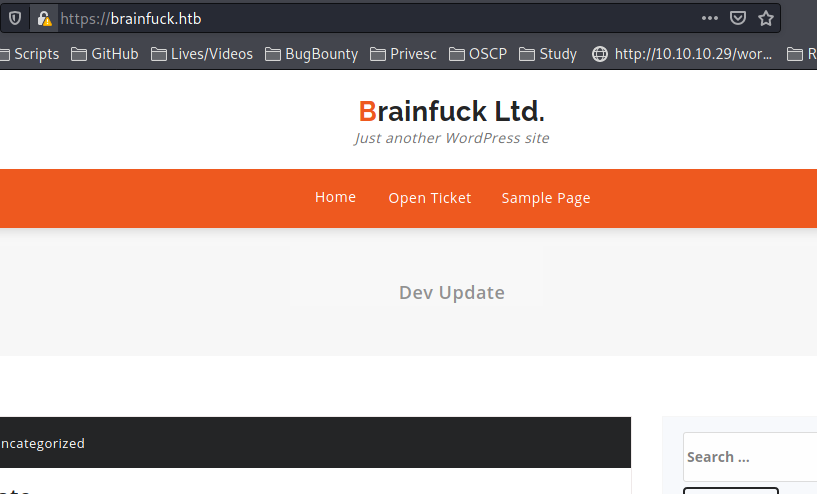 https://brainfuck.htb
Scripts GitHub Lives/Videos BugBounty Privesc OSCP Study http://10.10.10.29/wor... R
Brainfuck Ltd.
Just another WordPress site
Home Open Ticket Sample Page
Dev Update
ncategorized
Search ...